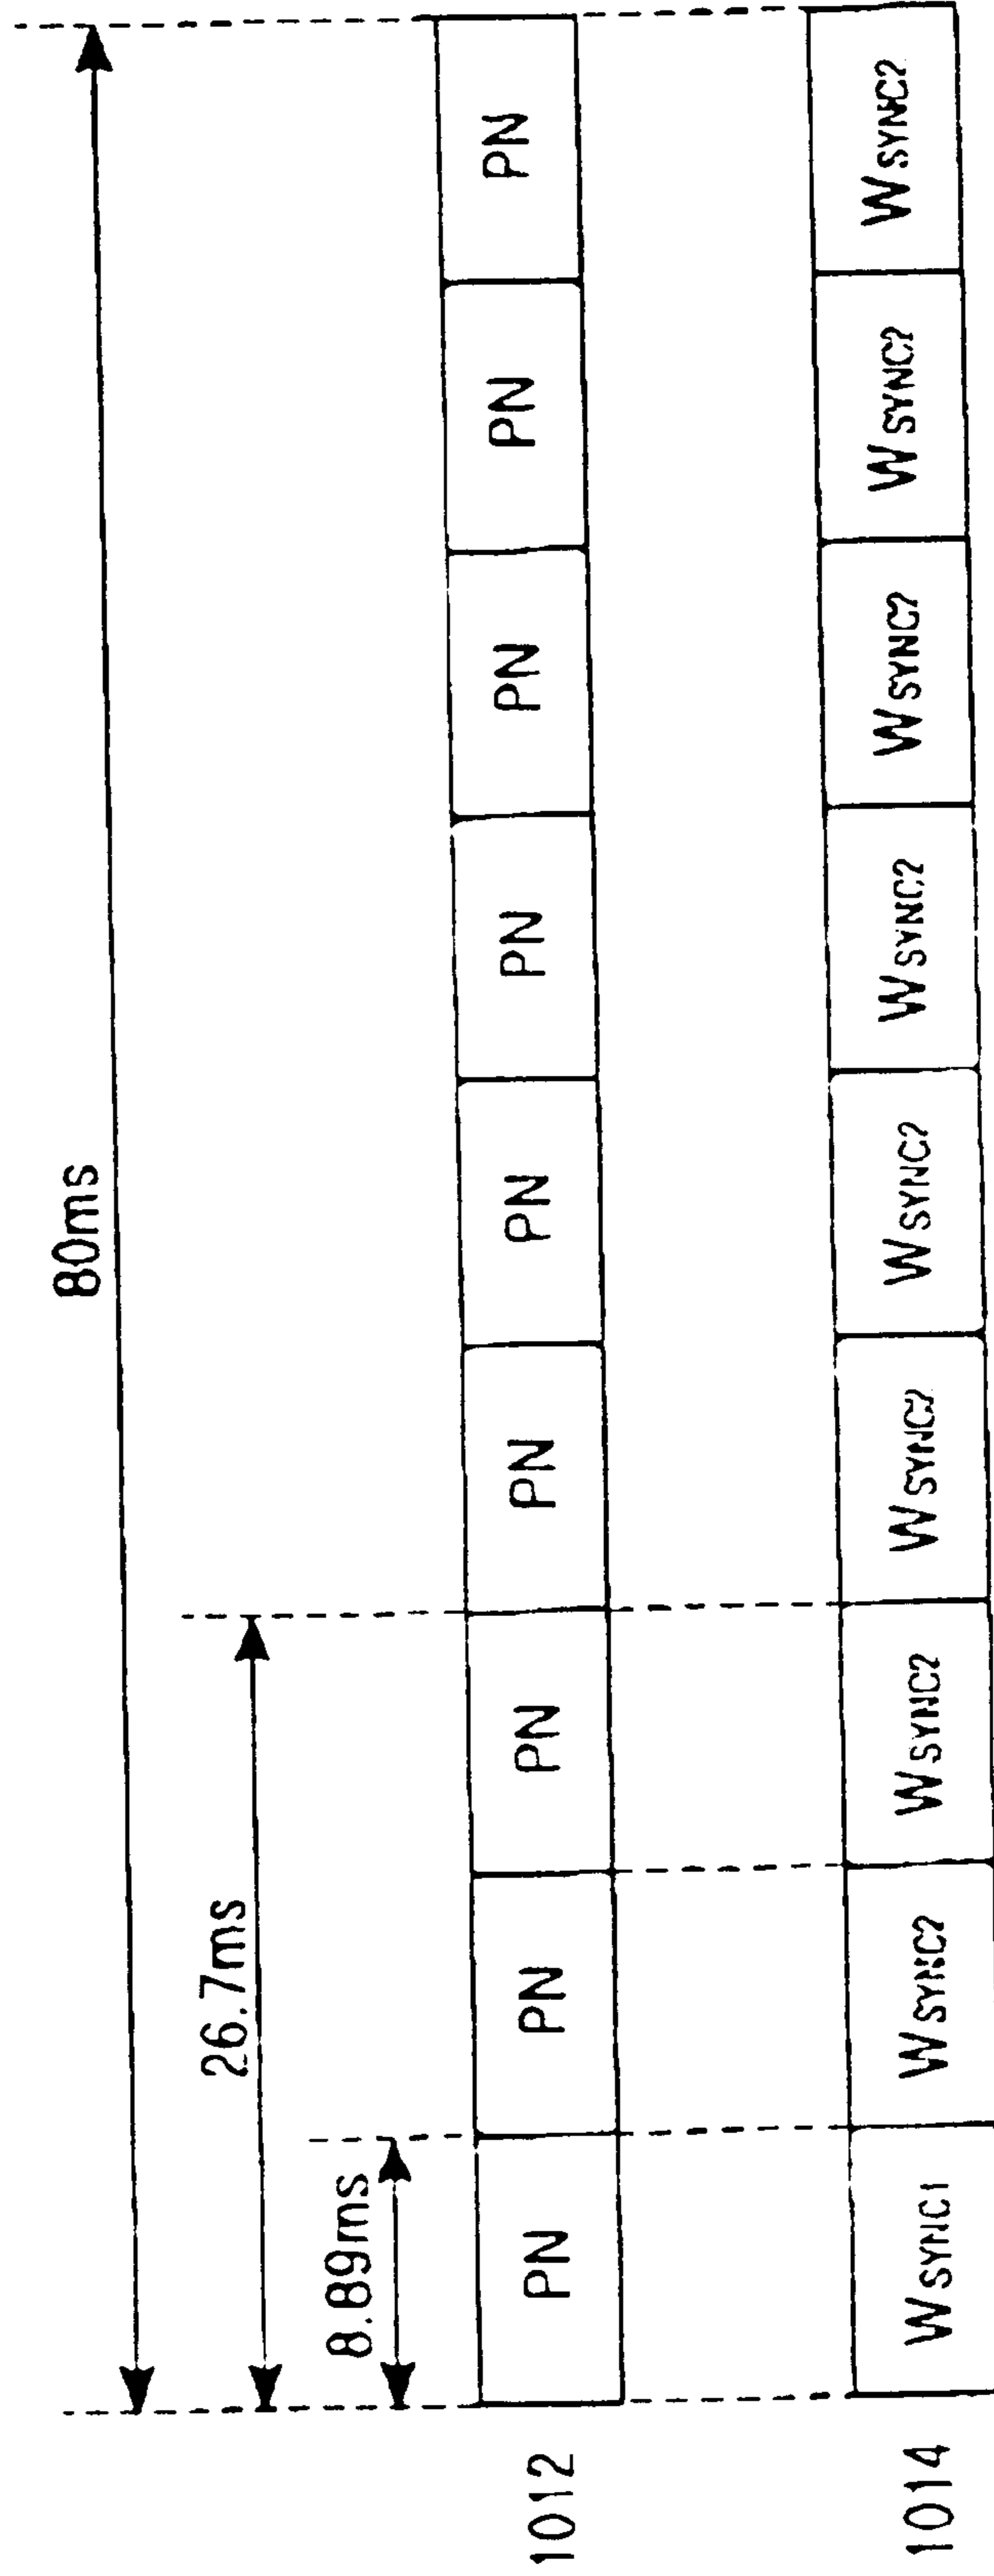 80ms
26.7ms
8.89ms
1012 PN PN PN PN PN PN PN PN PN
1014 WSYNC1 WSYNC2 WSYNC2 WSYNC2 WSYNC2 WSYNC2 WSYNC2 WSYNC2 WSYNC2